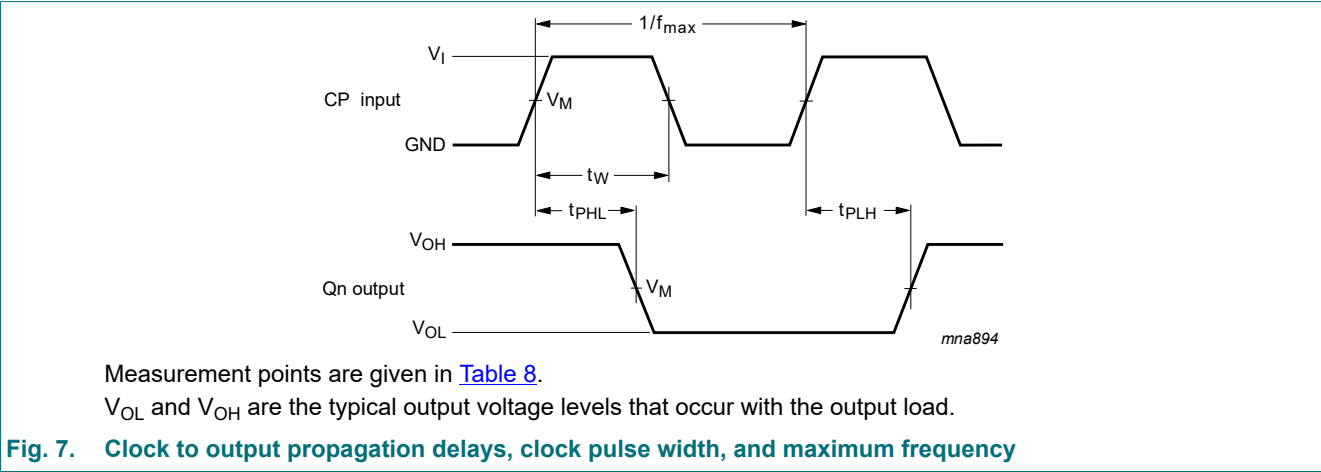 1/fmax
VI
CP input
VM
GND
tW
tPHL
tPLH
VOH
Qn output
VM
VOL
mna894
Measurement points are given in Table 8.
VOL and VOH are the typical output voltage levels that occur with the output load.
Fig. 7. Clock to output propagation delays, clock pulse width, and maximum frequency